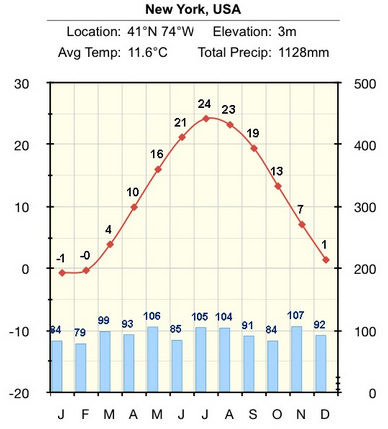 New York, USA
Location: 41°N 74°W Elevation: 3m
Avg Temp: 11.6°C Total Precip: 1128mm
30 500
24
23
21
20 19 400
16
13
10 10 300
7
4
1
-1 -0
0 200
84 79 99 93 106 85 105 104 91 84 107 92
-10 100
-20 0
J F M A M J J A S O N D